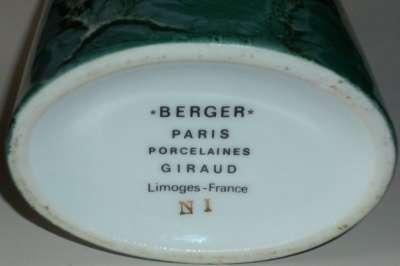 *BERGER*
PARIS
PORCELAINES
GIRAUD
Limoges-France
N 1